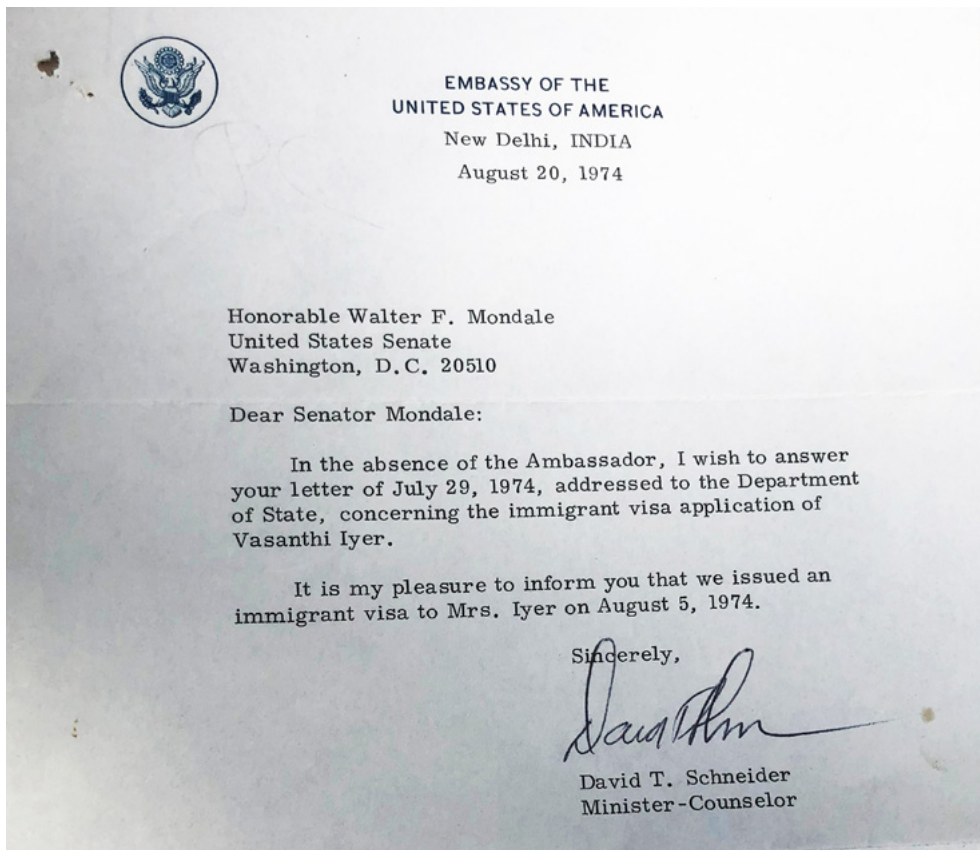 EMBASSY OF THE
UNITED STATES OF AMERICA
New Delhi, INDIA
August 20, 1974
Honorable Walter F. Mondale
United States Senate
Washington, D.C. 20510
Dear Senator Mondale:
In the absence of the Ambassador, I wish to answer
your letter of July 29, 1974, addressed to the Department
of State, concerning the immigrant visa application of
Vasanthi Iyer.
It is my pleasure to inform you that we issued an
immigrant visa to Mrs. Iyer on August 5, 1974.
Sincerely,
David T. Schneider
Minister-Counselor